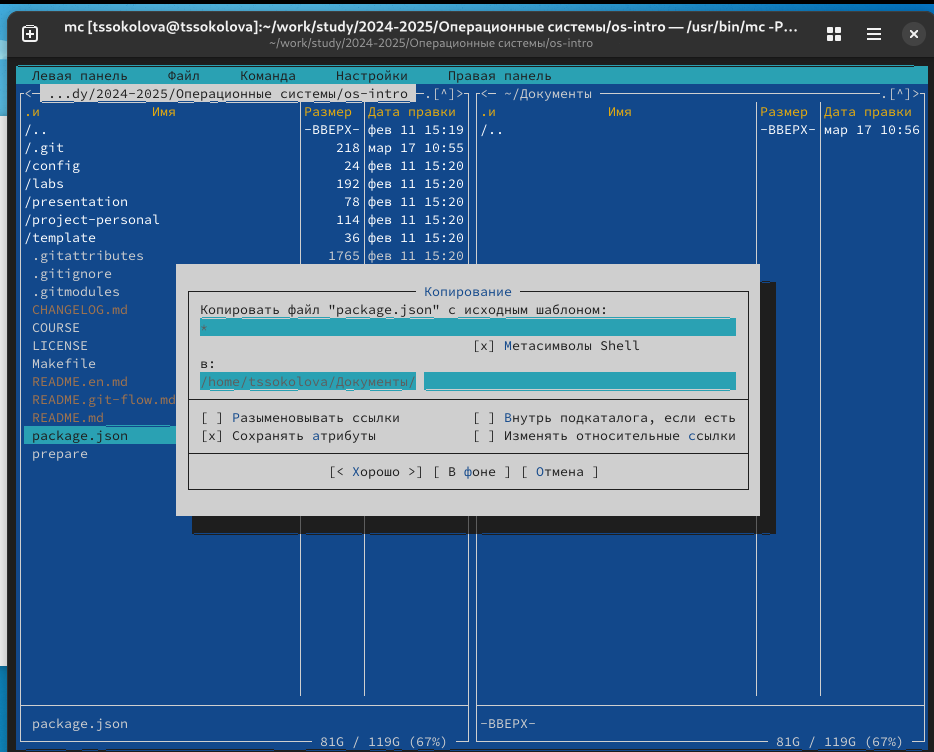 mc [tssokolova@tssokolova]:~/work/study/2024-2025/Операционные системы/os-intro — /usr/bin/mc -P...
~/work/study/2024-2025/Операционные системы/os-intro
Левая панель Файл Команда Настройки Правая панель
<— ...dy/2024-2025/Операционные системы/os-intro —.[^]> <— ~/Документы —.[^]>
.и Имя Размер Дата правки .и Имя Размер Дата правки
/.. -ВВЕРХ- фев 11 15:19 /.. -ВВЕРХ- мар 17 10:56
/.git 218 мар 17 10:55
/config 24 фев 11 15:20
/labs 192 фев 11 15:20
/presentation 78 фев 11 15:20
/project-personal 114 фев 11 15:20
/template 36 фев 11 15:20
.gitattributes 1765 фев 11 15:20
.gitignore
.gitmodules
CHANGELOG.md
COURSE
LICENSE
Makefile
README.en.md
README.git-flow.md
README.md
package.json
prepare
Копирование
Копировать файл "package.json" с исходным шаблоном:
*
[x] Метасимволы Shell
в:
/home/tssokolova/Документы/
[ ] Разыменовывать ссылки [ ] Внутрь подкаталога, если есть
[x] Сохранять атрибуты [ ] Изменять относительные ссылки
[< Хорошо >] [ В фоне ] [ Отмена ]
package.json -ВВЕРХ-
81G / 119G (67%) 81G / 119G (67%)